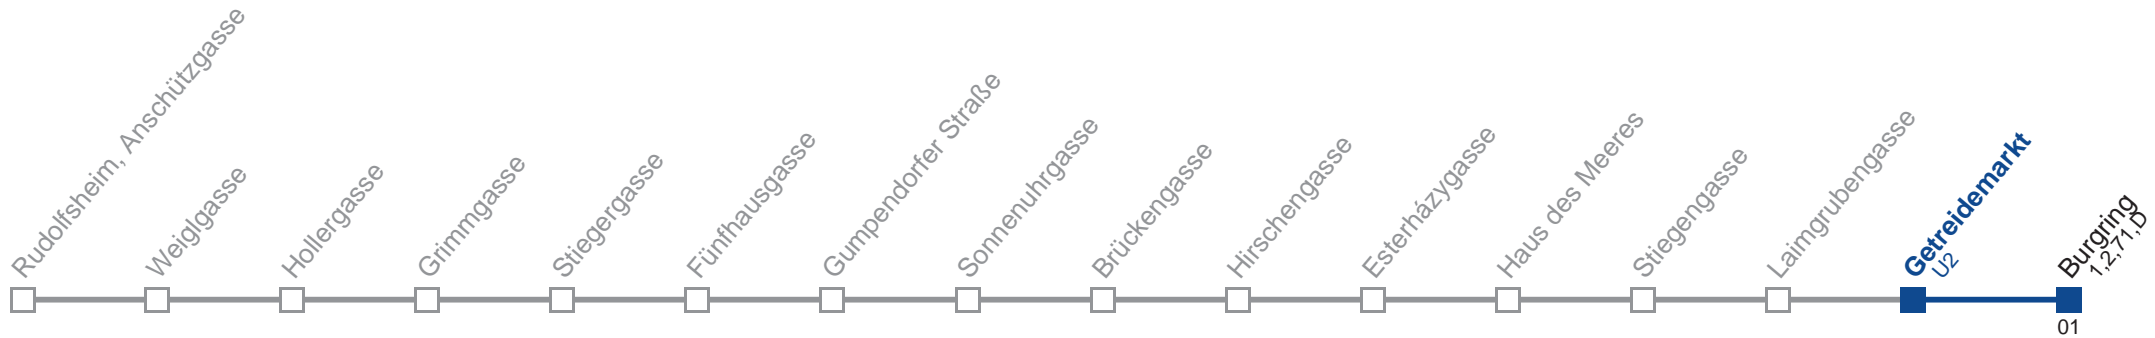 Rudolfsheim, Anschützgasse
Weiglgasse
Hollergasse
Grimmgasse
Stiegergasse
Fünfhausgasse
Gumpendorfer Straße
Sonnenuhrgasse
Brückengasse
Hirschengasse
Esterházygasse
Haus des Meeres
Stiegengasse
Laimgrubengasse
Getreidemarkt
U2
Burgring
1,2,71,D
01